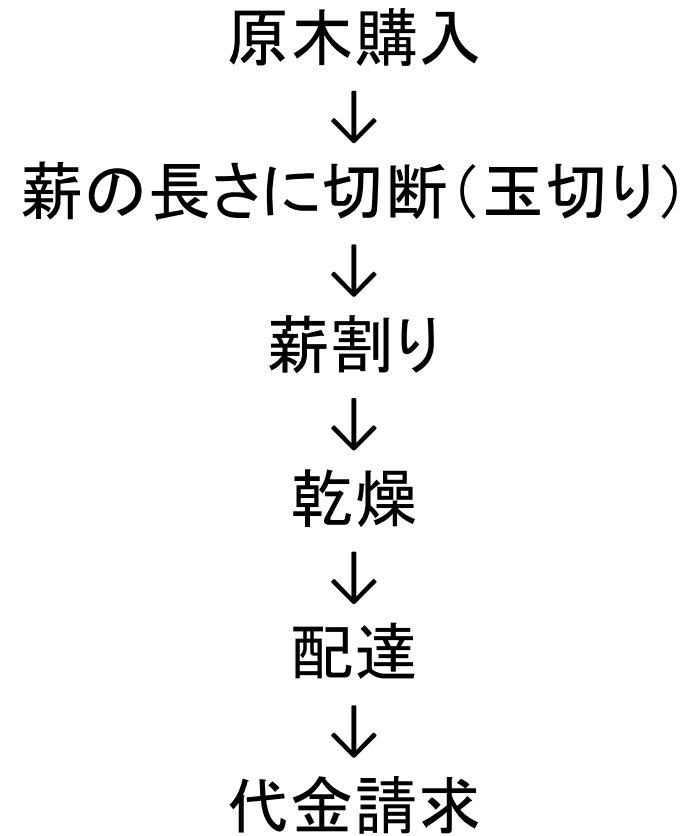 原木購入
↓
薪の長さに切断（玉切り）
↓
薪割り
↓
乾燥
↓
配達
↓
代金請求